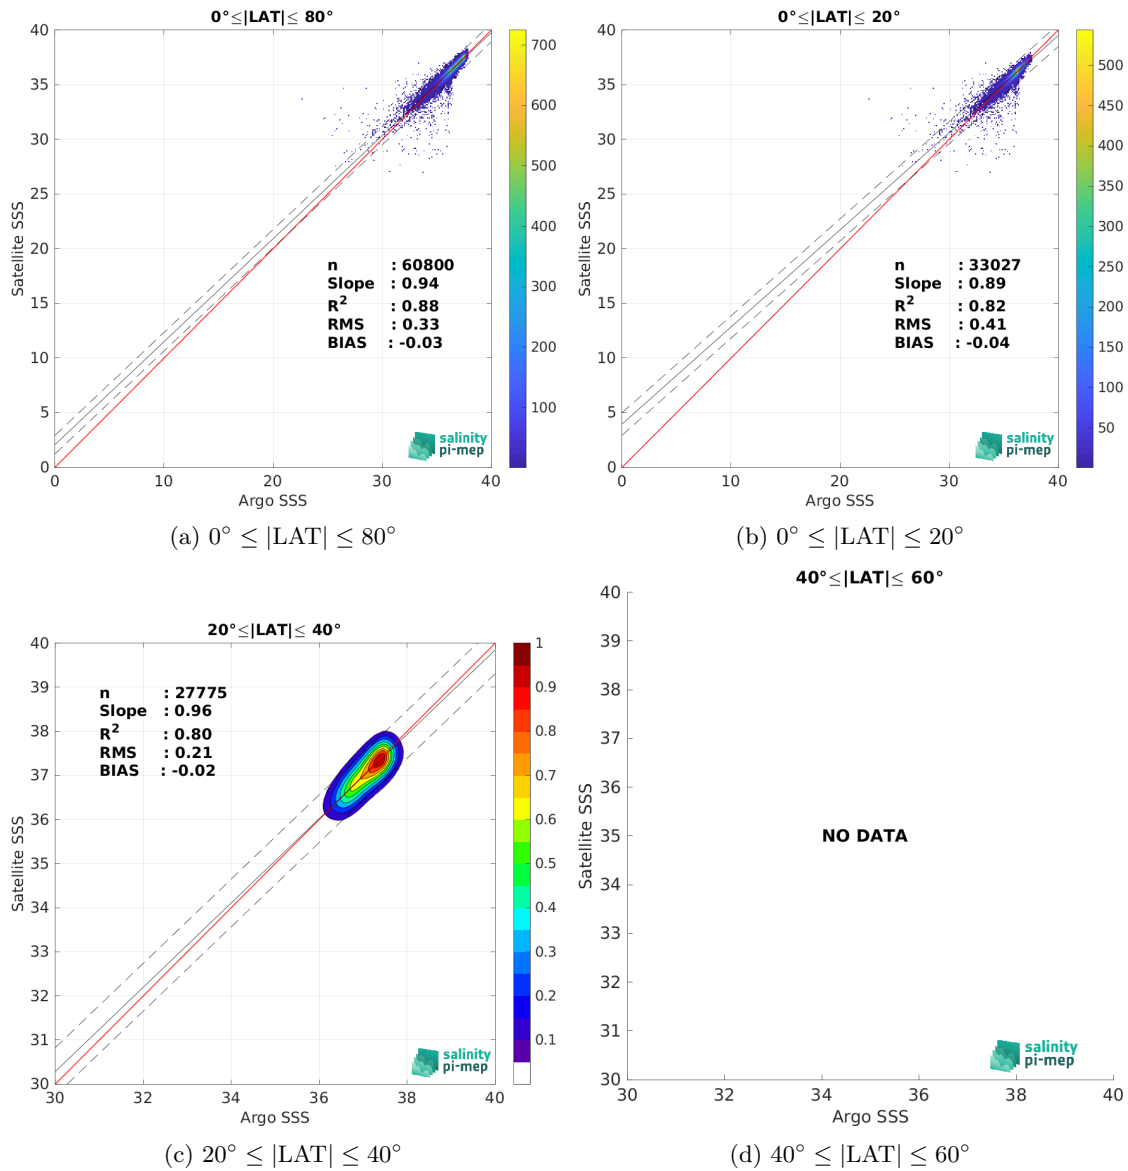 0°≤|LAT|≤ 80°
40
35
30
25
20
15
10
5
0
Satellite SSS
n : 60800
Slope : 0.94
R² : 0.88
RMS : 0.33
BIAS : -0.03
salinity
pi-mep
0 10 20 30 40
Argo SSS
700
600
500
400
300
200
100
(a) 0° ≤ |LAT| ≤ 80°
0°≤|LAT|≤ 20°
40
35
30
25
20
15
10
5
0
Satellite SSS
n : 33027
Slope : 0.89
R² : 0.82
RMS : 0.41
BIAS : -0.04
salinity
pi-mep
0 10 20 30 40
Argo SSS
500
450
400
350
300
250
200
150
100
50
(b) 0° ≤ |LAT| ≤ 20°
20°≤|LAT|≤ 40°
40
39
38
37
36
35
34
33
32
31
30
Satellite SSS
n : 27775
Slope : 0.96
R² : 0.80
RMS : 0.21
BIAS : -0.02
salinity
pi-mep
30 32 34 36 38 40
Argo SSS
1
0.9
0.8
0.7
0.6
0.5
0.4
0.3
0.2
0.1
(c) 20° ≤ |LAT| ≤ 40°
40°≤|LAT|≤ 60°
40
39
38
37
36
35
34
33
32
31
30
Satellite SSS
NO DATA
salinity
pi-mep
30 32 34 36 38 40
Argo SSS
(d) 40° ≤ |LAT| ≤ 60°